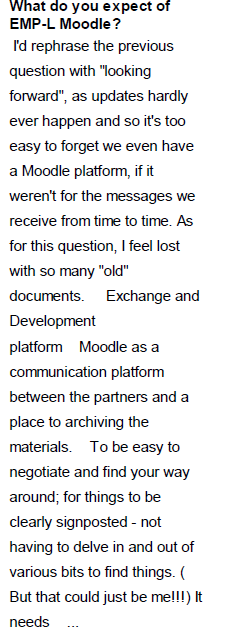 What do you expect of
EMP-L Moodle?
I'd rephrase the previous
question with "looking
forward", as updates hardly
ever happen and so it's too
easy to forget we even have
a Moodle platform, if it
weren't for the messages we
receive from time to time. As
for this question, I feel lost
with so many "old"
documents.    Exchange and
Development
platform    Moodle as a
communication platform
between the partners and a
place to archiving the
materials.    To be easy to
negotiate and find your way
around; for things to be
clearly signposted - not
having to delve in and out of
various bits to find things. (
But that could just be me!!!) It
needs    ...